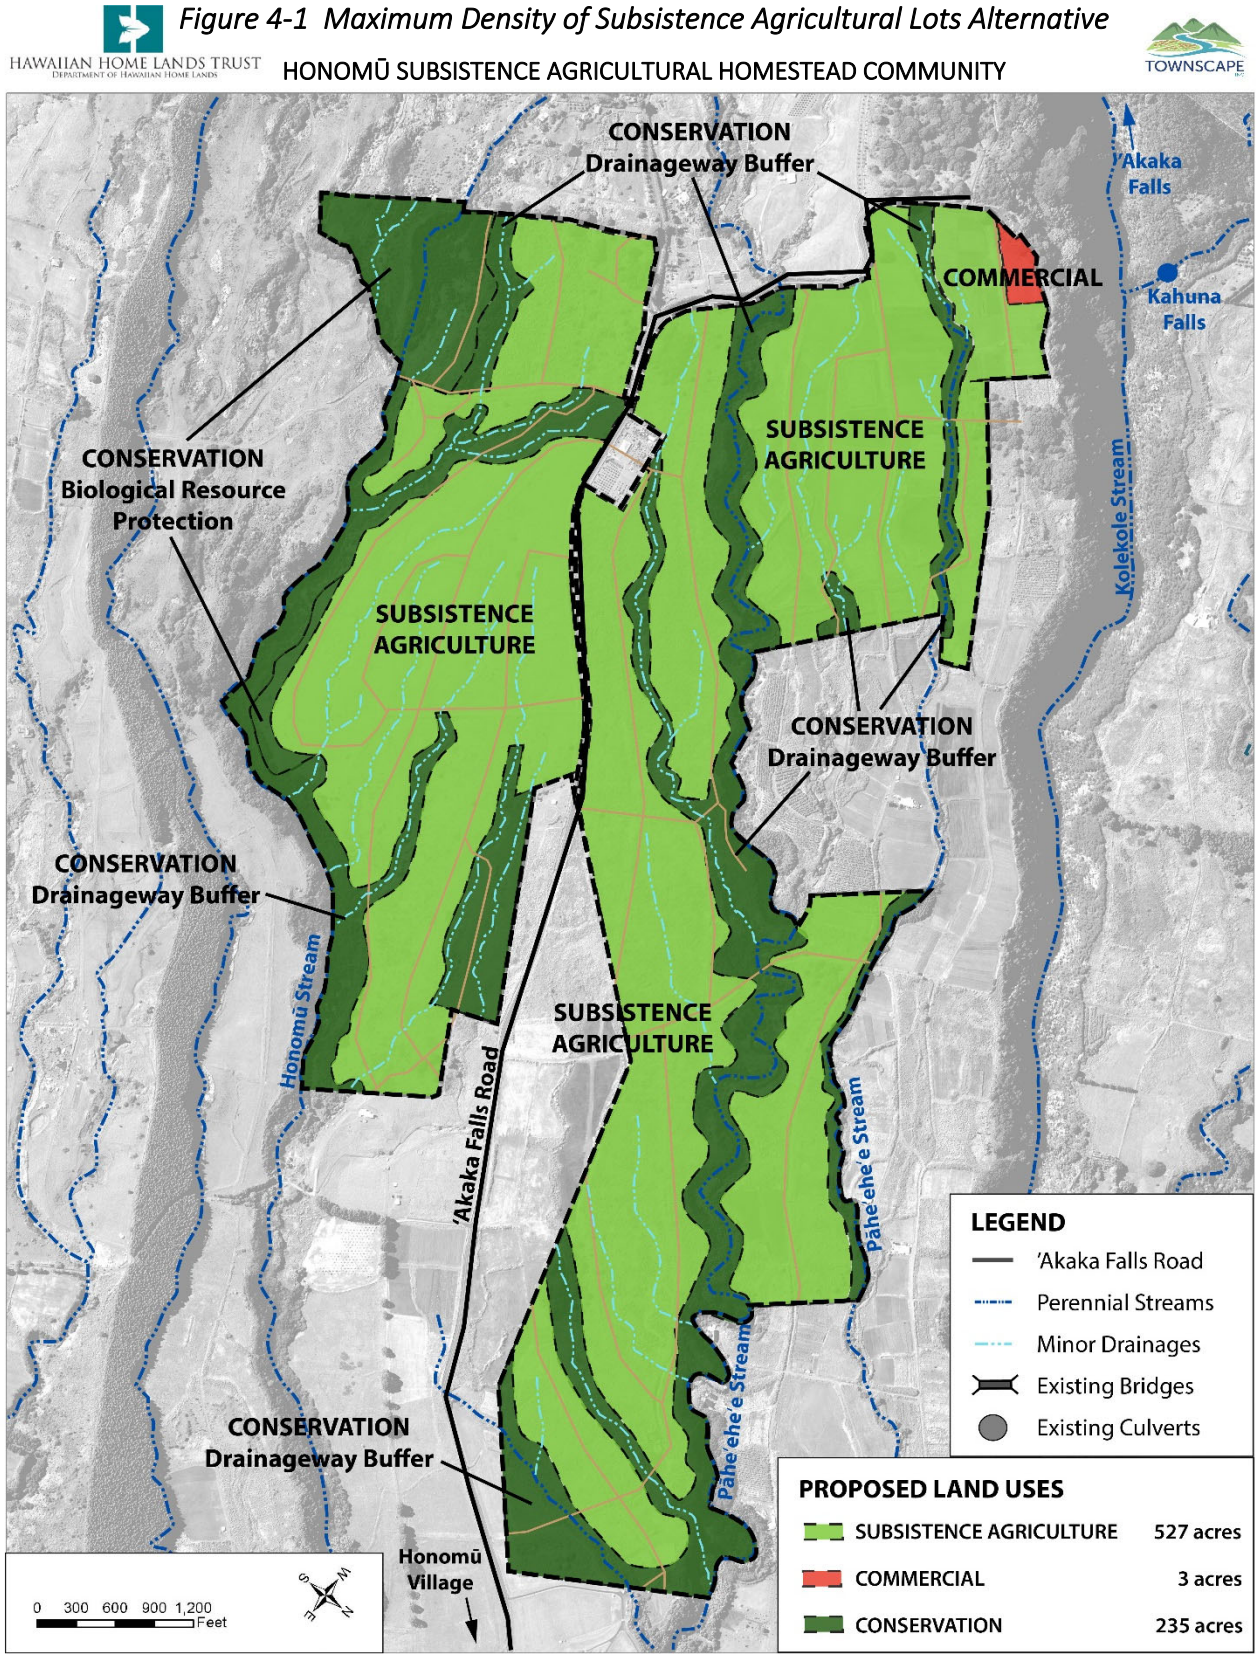 Figure 4-1 Maximum Density of Subsistence Agricultural Lots Alternative
HAWAIIAN HOME LANDS TRUST
DEPARTMENT OF HAWAIIAN HOME LANDS
HONOMŪ SUBSISTENCE AGRICULTURAL HOMESTEAD COMMUNITY
TOWNSCAPE
CONSERVATION
Drainageway Buffer
ʻAkaka
Falls
COMMERCIAL
Kahuna
Falls
CONSERVATION
Biological Resource
Protection
SUBSISTENCE
AGRICULTURE
Kolekole Stream
SUBSISTENCE
AGRICULTURE
CONSERVATION
Drainageway Buffer
CONSERVATION
Drainageway Buffer
Honomū Stream
SUBSISTENCE
AGRICULTURE
ʻAkaka Falls Road
Pāheʻeheʻe Stream
Pāheʻeheʻe Stream
CONSERVATION
Drainageway Buffer
Honomū
Village
S
W
E
N
0 300 600 900 1,200
Feet
LEGEND
ʻAkaka Falls Road
Perennial Streams
Minor Drainages
Existing Bridges
Existing Culverts
PROPOSED LAND USES
SUBSISTENCE AGRICULTURE 527 acres
COMMERCIAL 3 acres
CONSERVATION 235 acres